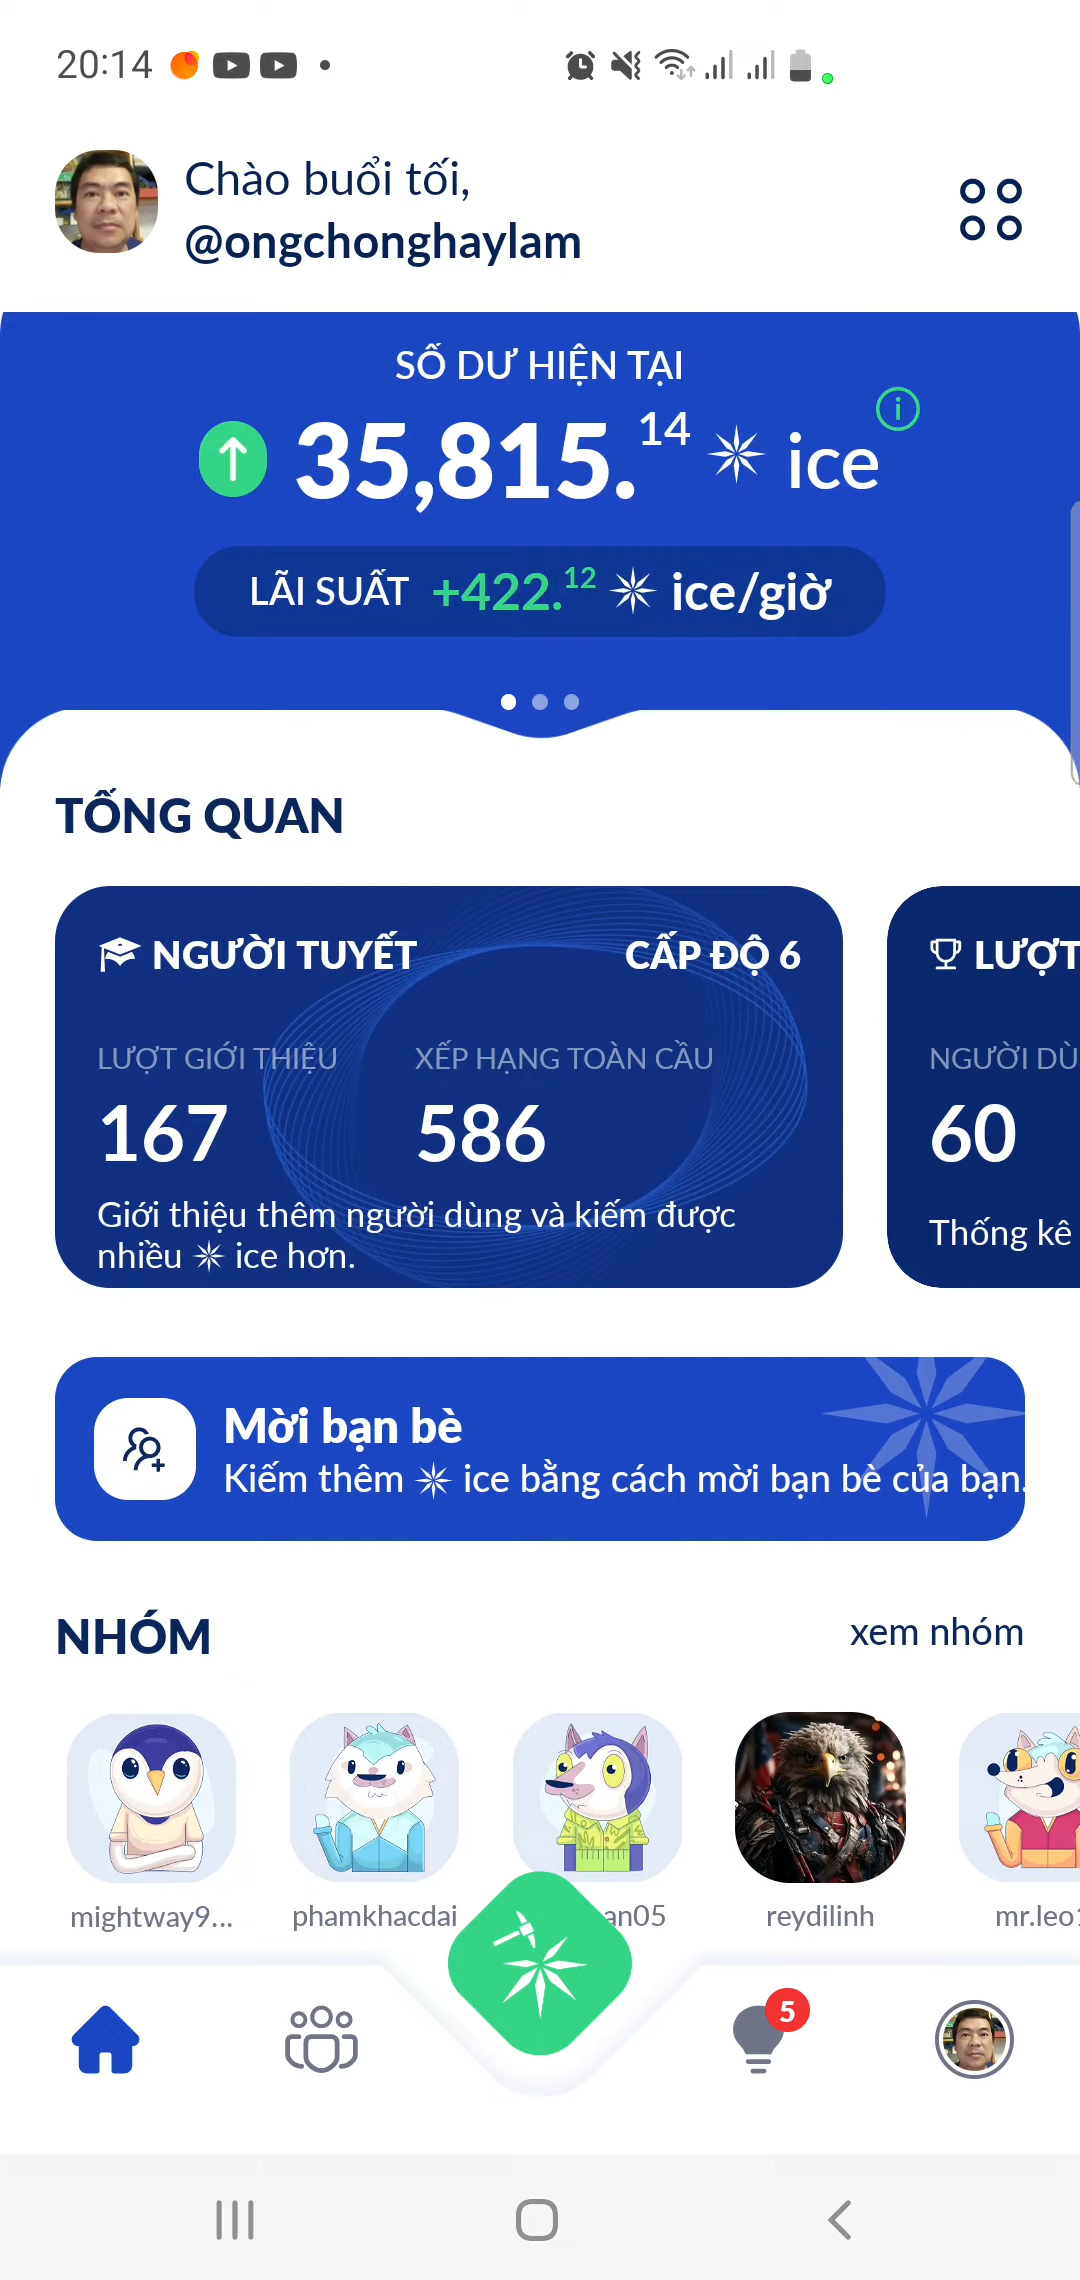 20:14
Chào buổi tối,
@ongchonghaylam
SỐ DƯ HIỆN TẠI
35,815.14 ice
LÃI SUẤT +422.12 ice/giờ
TỔNG QUAN
NGƯỜI TUYẾT CẤP ĐỘ 6
LƯỢT GIỚI THIỆU XẾP HẠNG TOÀN CẦU
167 586
Giới thiệu thêm người dùng và kiếm được
nhiều ice hơn.
LƯỢT
NGƯỜI DÙ
60
Thống kê
Mời bạn bè
Kiếm thêm ice bằng cách mời bạn bè của bạn.
NHÓM xem nhóm
mightway9... phamkhacdai an05 reydilinh mr.leo
5